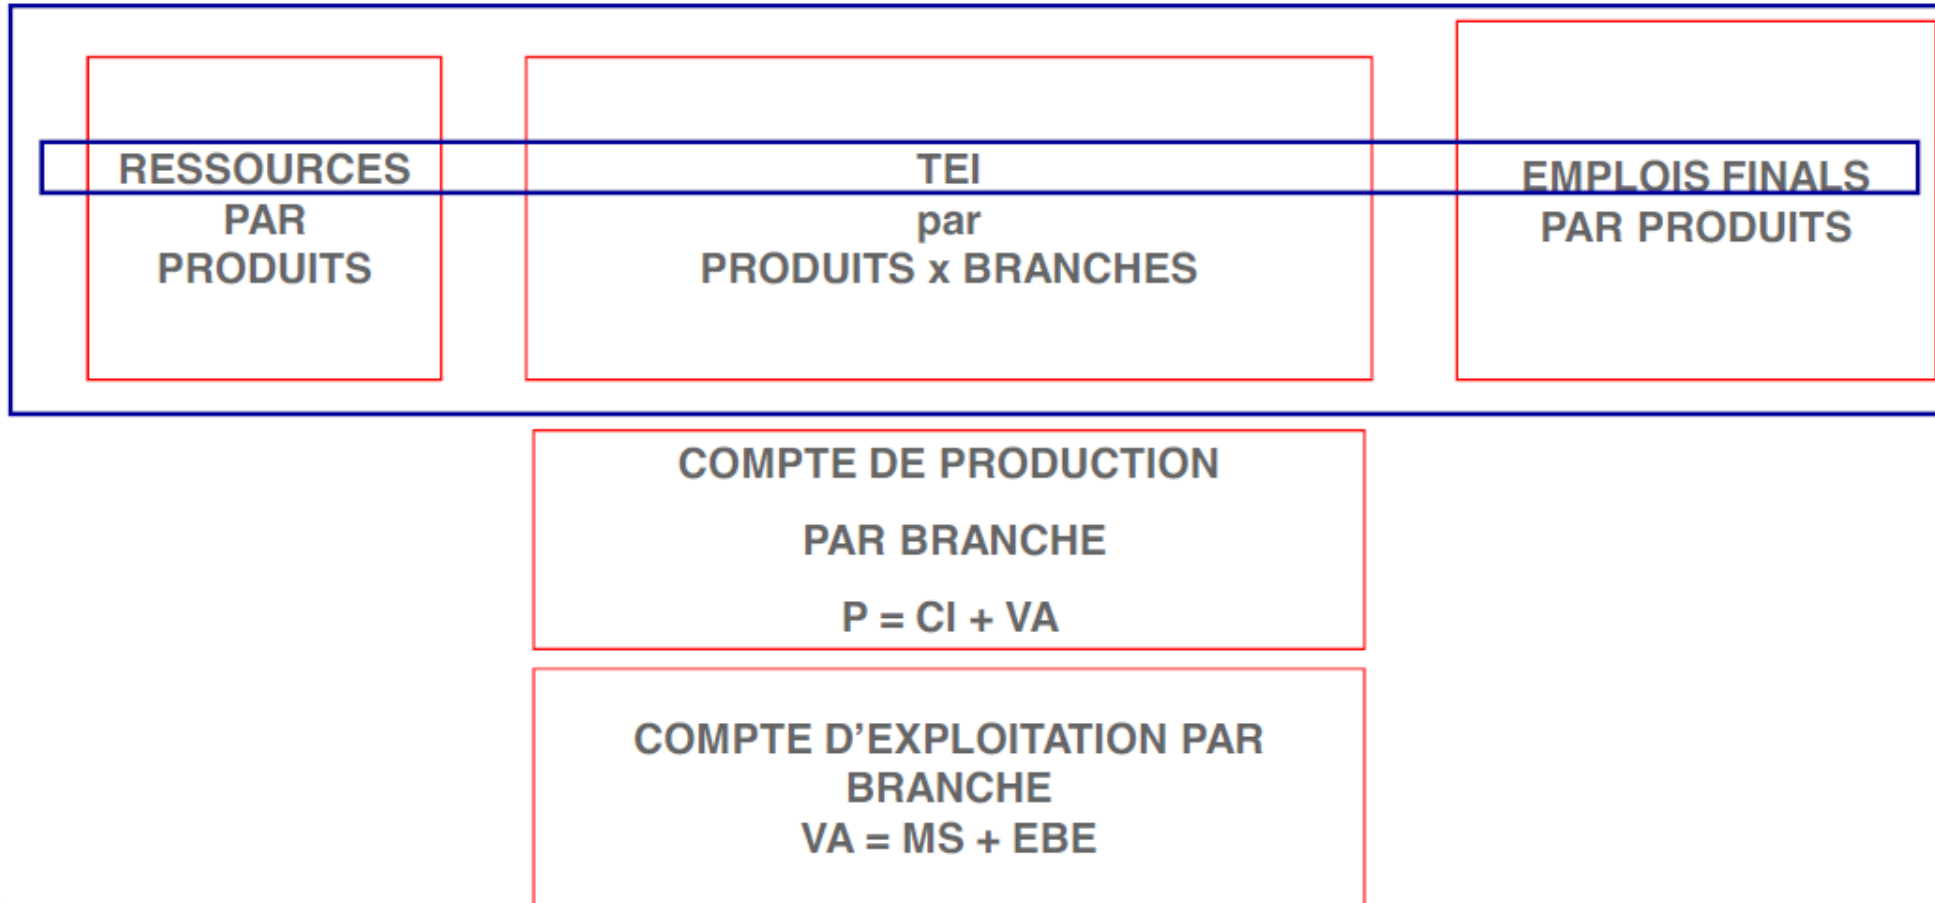 RESSOURCES
PAR
PRODUITS
TEI
par
PRODUITS x BRANCHES
EMPLOIS FINALS
PAR PRODUITS
COMPTE DE PRODUCTION
PAR BRANCHE
P = CI + VA
COMPTE D’EXPLOITATION PAR
BRANCHE
VA = MS + EBE